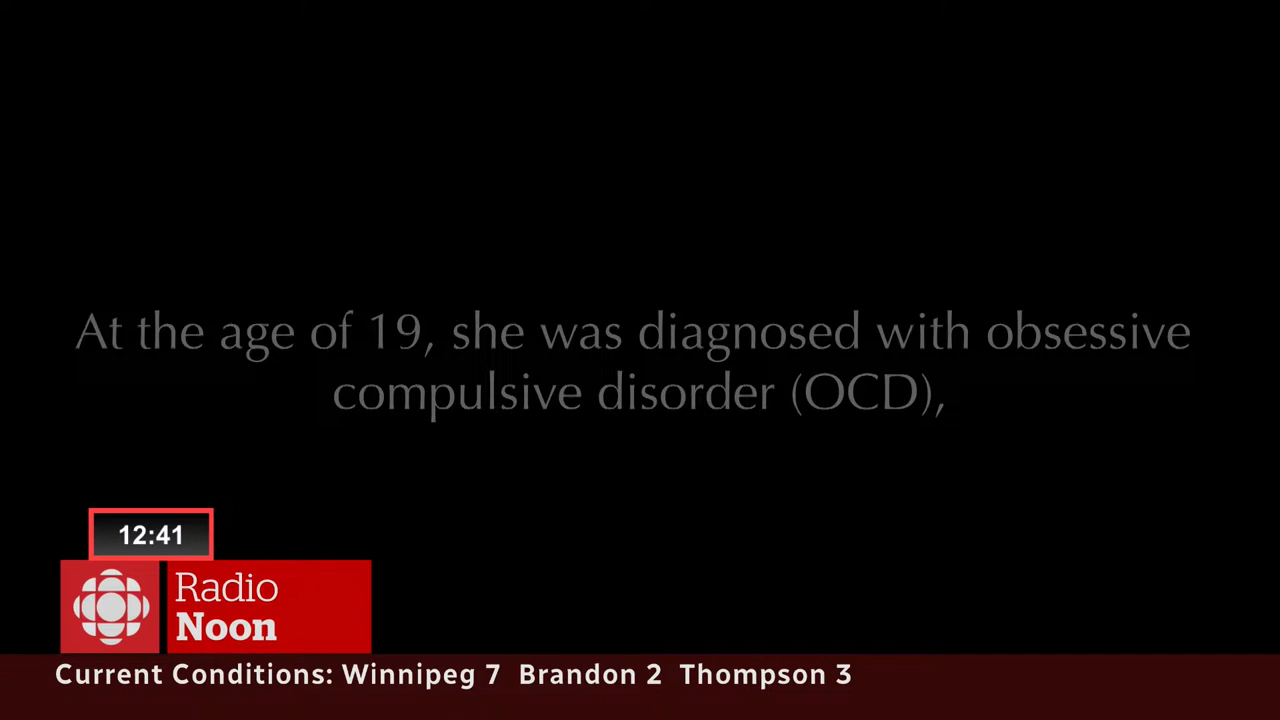 At the age of 19, she was diagnosed with obsessive
compulsive disorder (OCD),
12:41
Radio
Noon
Current Conditions: Winnipeg 7 Brandon 2 Thompson 3